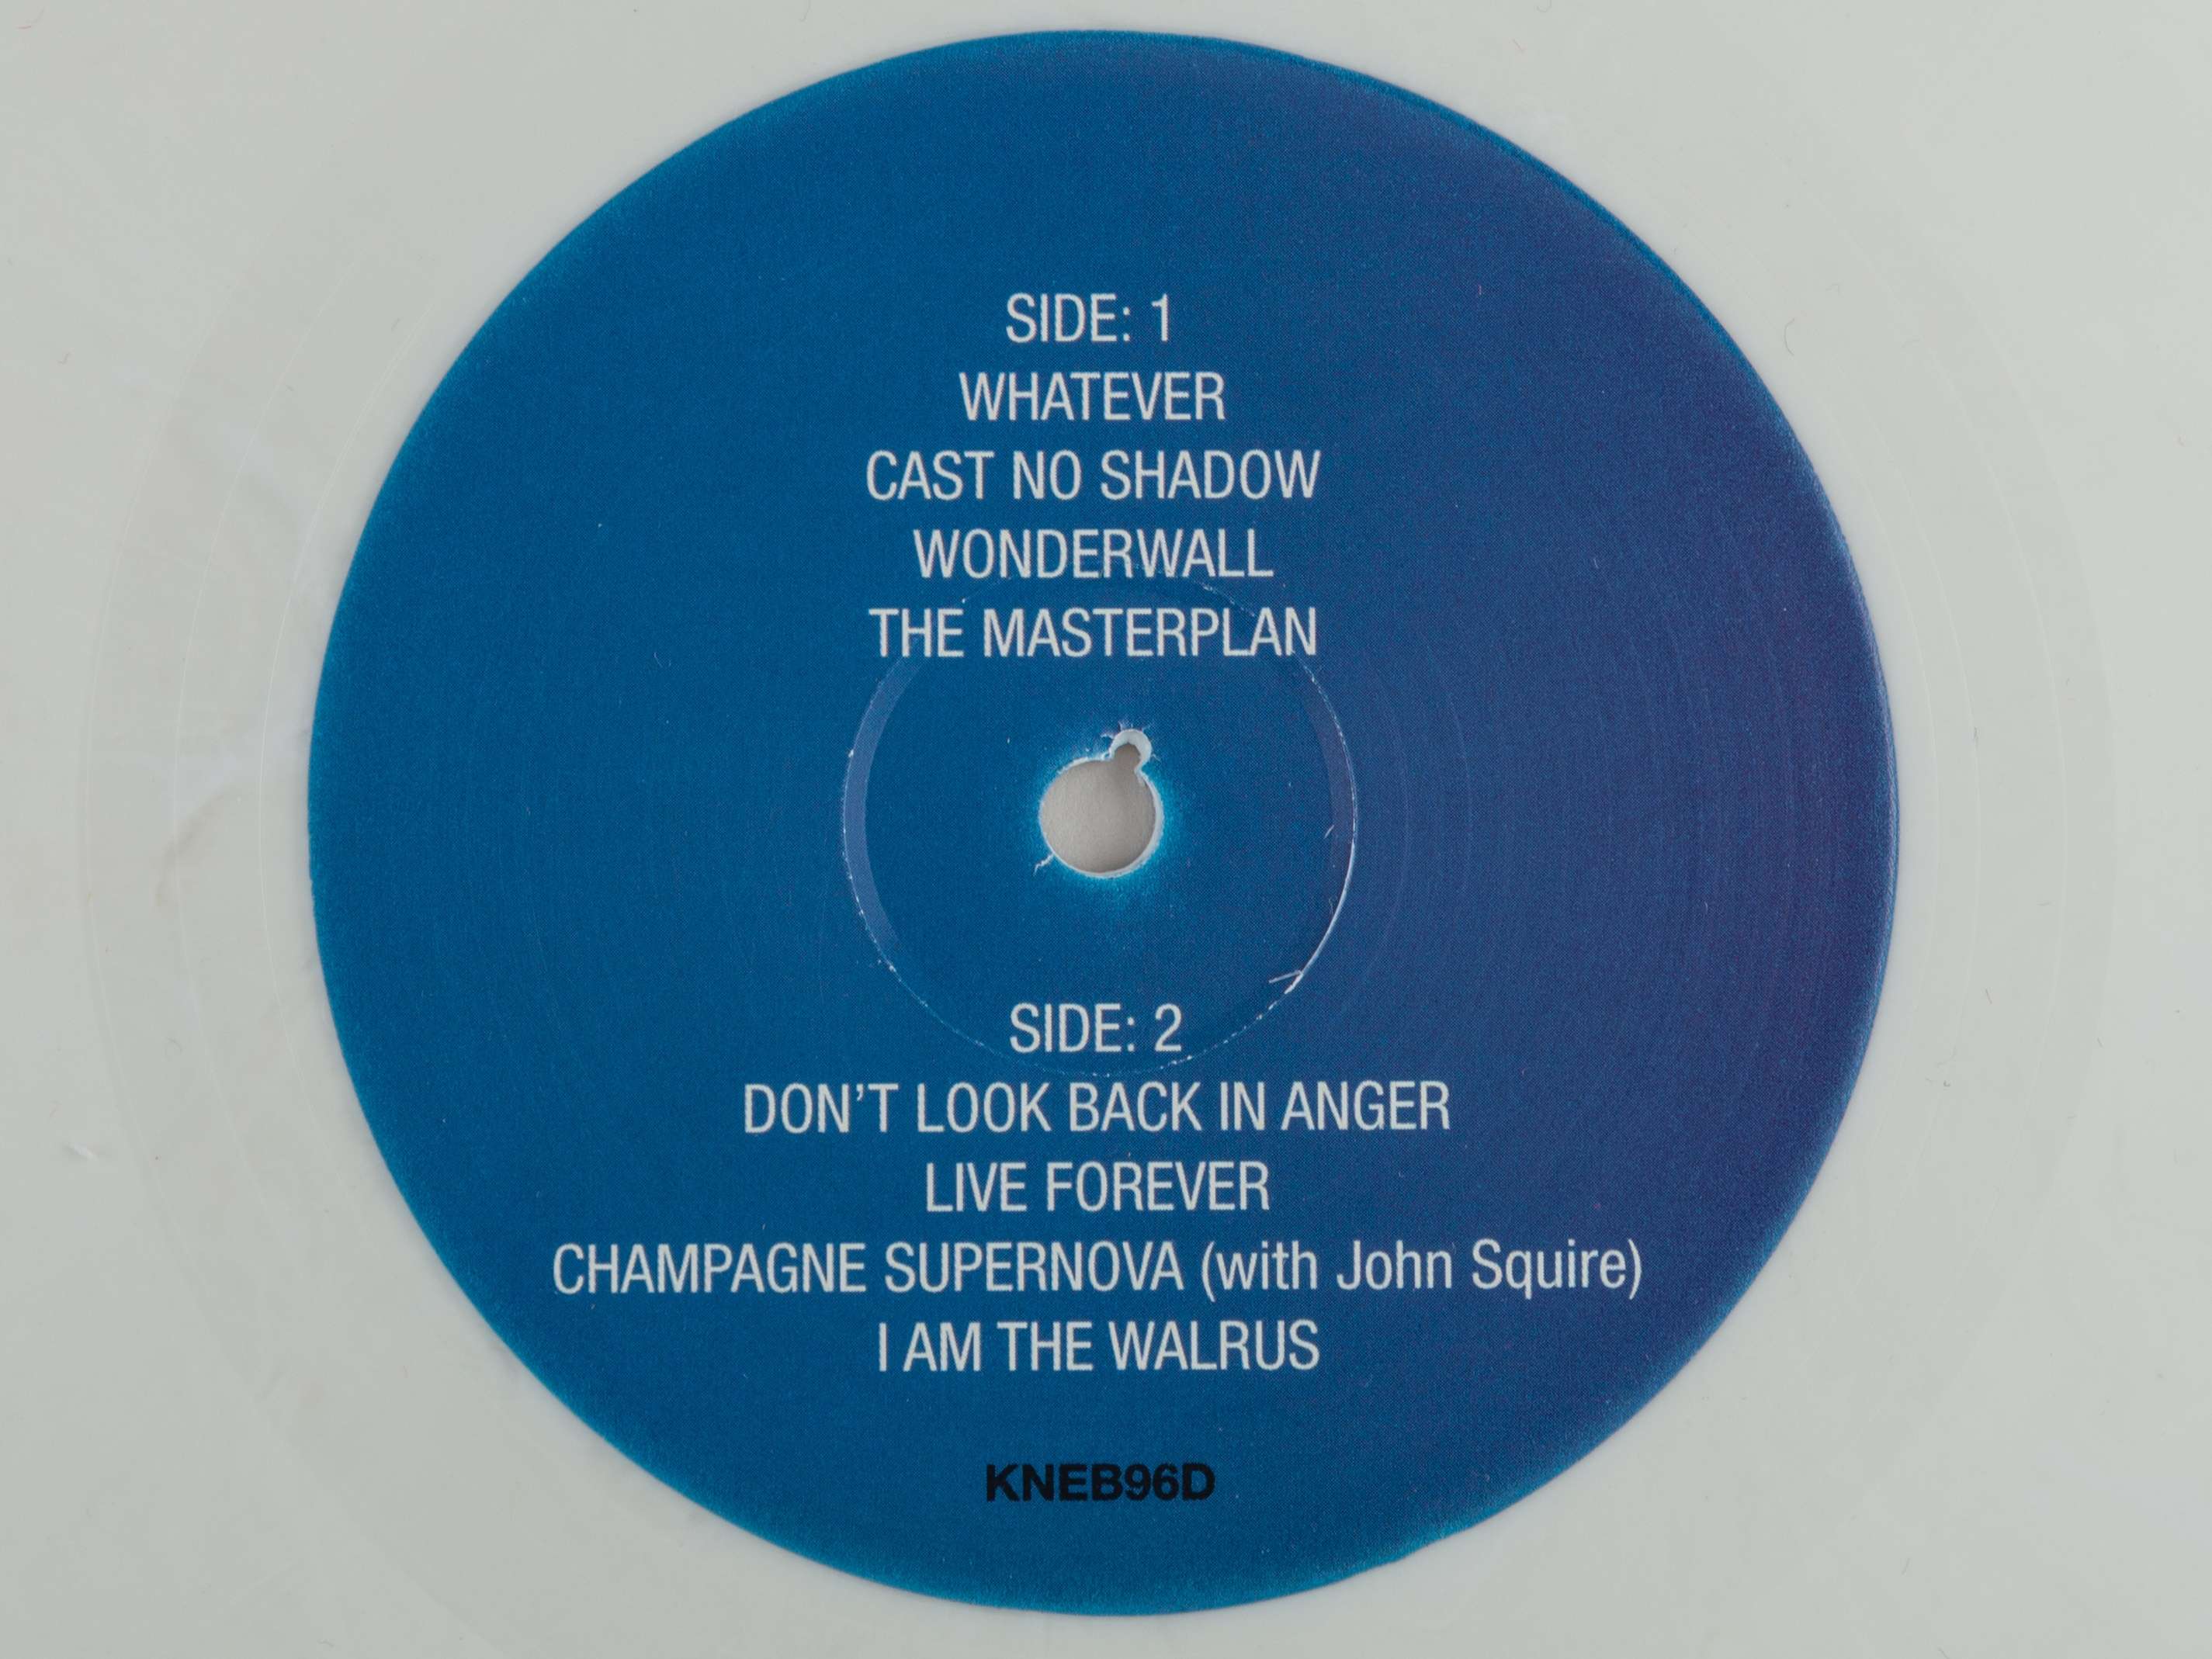 SIDE: 1
WHATEVER
CAST NO SHADOW
WONDERWALL
THE MASTERPLAN
SIDE: 2
DON'T LOOK BACK IN ANGER
LIVE FOREVER
CHAMPAGNE SUPERNOVA (with John Squire)
I AM THE WALRUS
KNEB96D